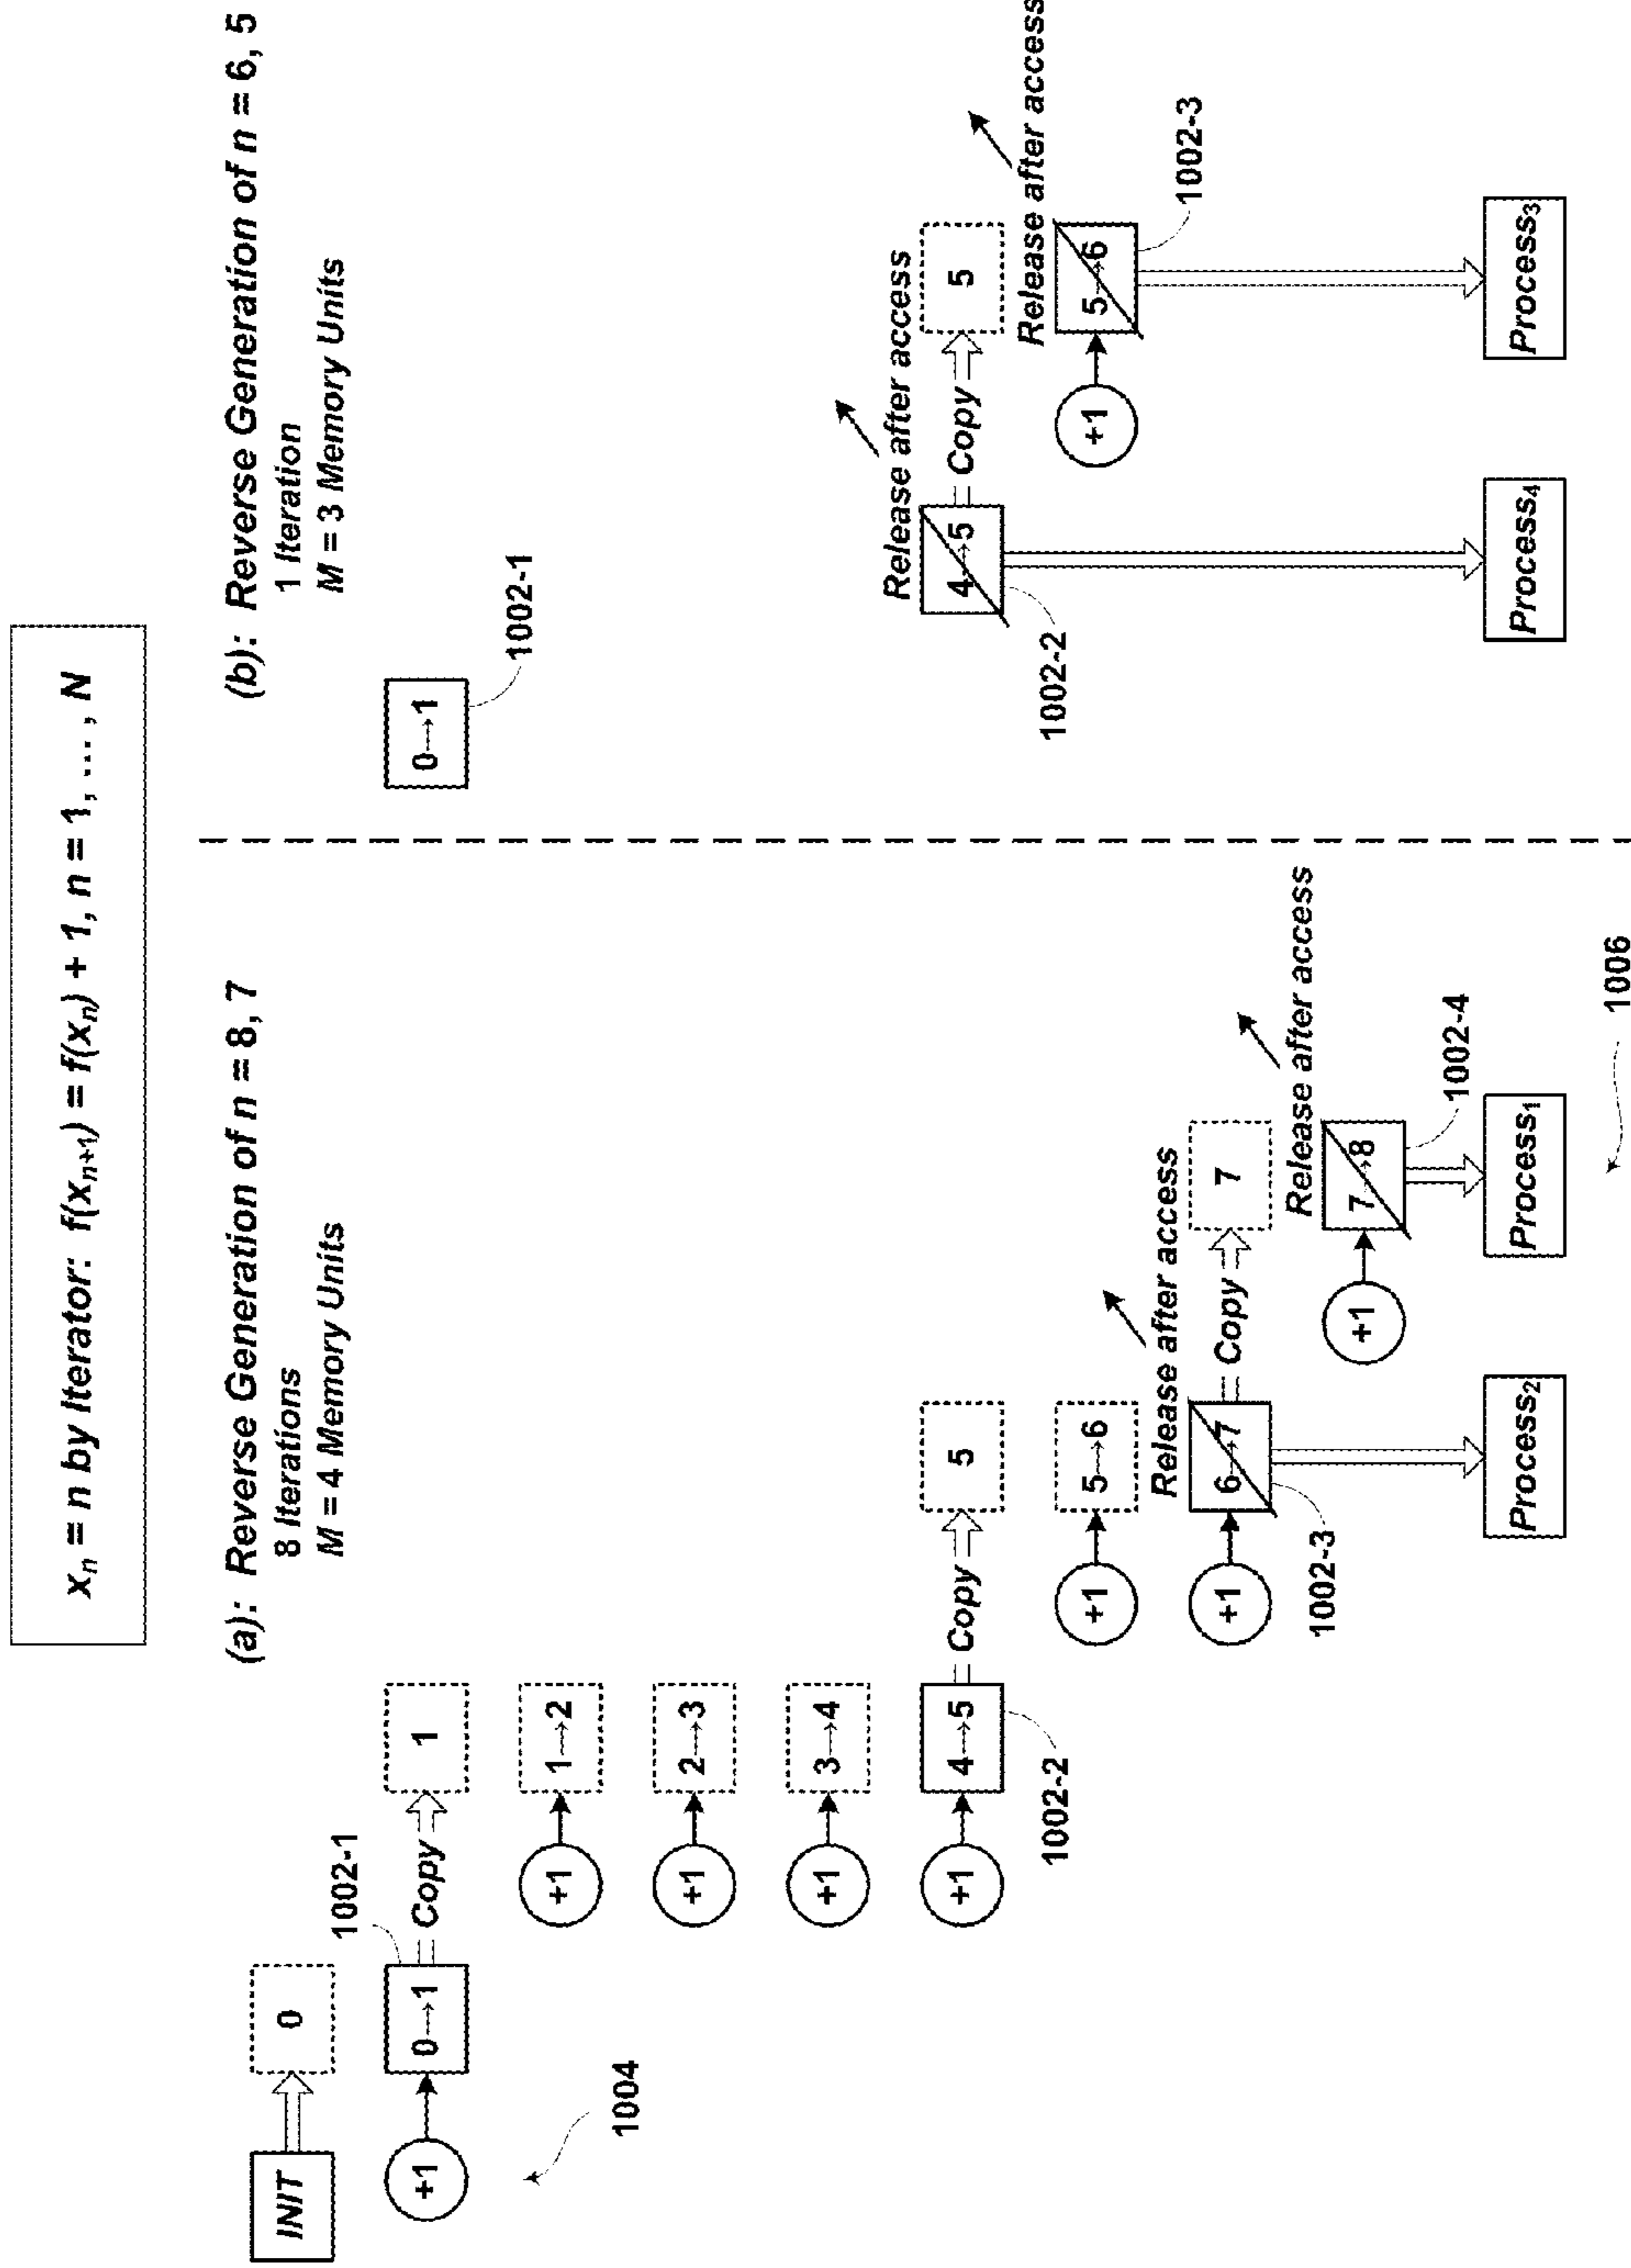 xn = n by Iterator: f(xn+1) = f(xn) + 1, n = 1, ... , N
(a): Reverse Generation of n = 8, 7
8 Iterations
M = 4 Memory Units
INIT
0
+1
0→1
1002-1
Copy
1
+1
1→2
+1
2→3
+1
3→4
+1
4→5
1002-2
Copy
5
+1
5→6
Release after access
+1
6→7
1002-3
Copy
7
Release after access
+1
7→8
1002-4
Process2
Process1
1004
1006
(b): Reverse Generation of n = 6, 5
1 Iteration
M = 3 Memory Units
0→1
1002-1
Release after access
4→5
1002-2
Copy
5
Release after access
+1
5→6
1002-3
Process4
Process3